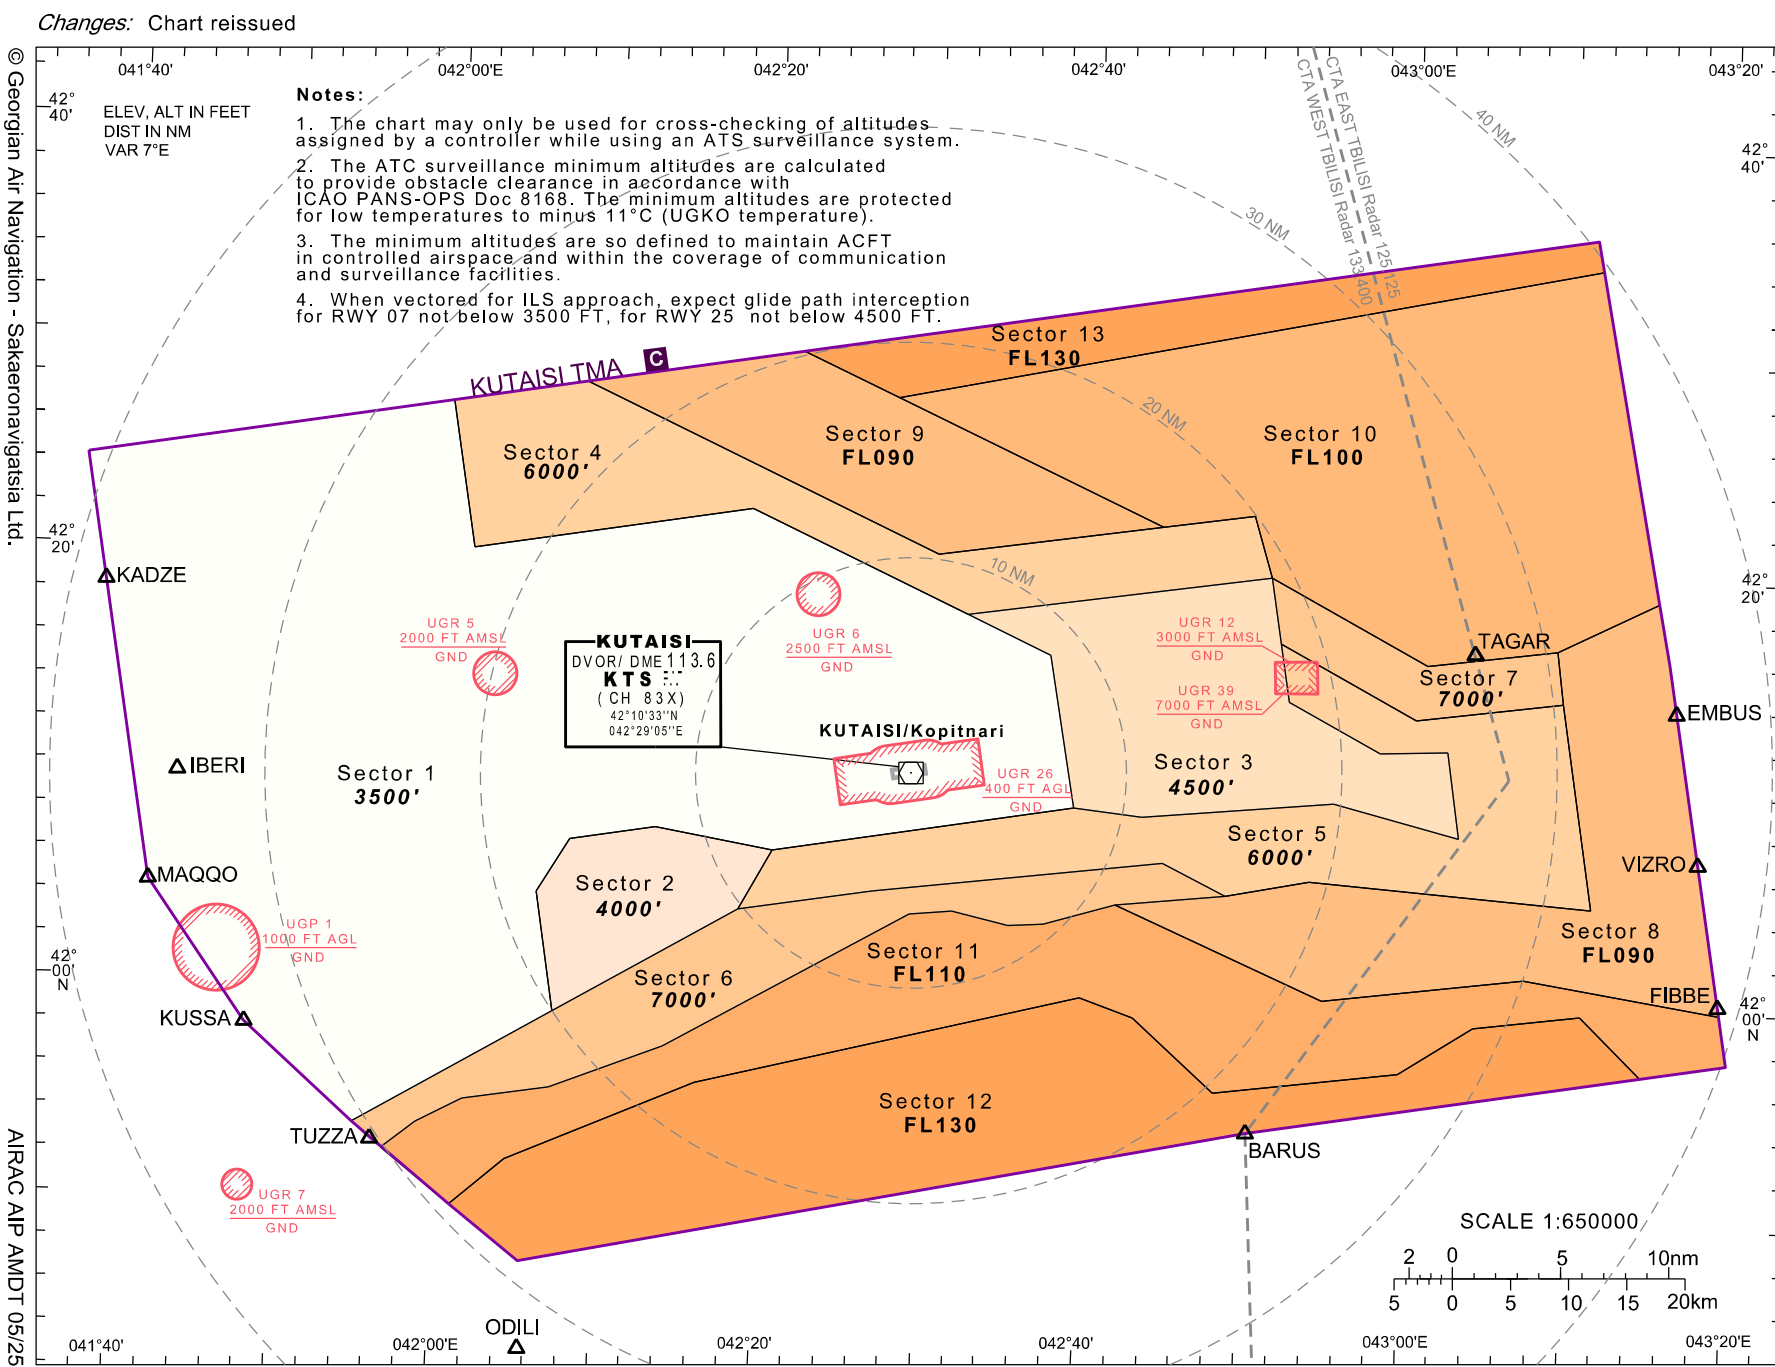 Changes: Chart reissued
© Georgian Air Navigation - Sakaeronavigatsia Ltd.
AIRAC AIP AMDT 05/25
041°40'
042°00'E
042°20'
042°40'
043°00'E
043°20'
42°
40'
42°
40'
ELEV, ALT IN FEET
DIST IN NM
VAR 7°E
Notes:
1. The chart may only be used for cross-checking of altitudes
assigned by a controller while using an ATS surveillance system.
2. The ATC surveillance minimum altitudes are calculated
to provide obstacle clearance in accordance with
ICAO PANS-OPS Doc 8168. The minimum altitudes are protected
for low temperatures to minus 11°C (UGKO temperature).
3. The minimum altitudes are so defined to maintain ACFT
in controlled airspace and within the coverage of communication
and surveillance facilities.
4. When vectored for ILS approach, expect glide path interception
for RWY 07 not below 3500 FT, for RWY 25 not below 4500 FT.
CTA EAST TBILISI Radar 125.125
CTA WEST TBILISI Radar 133.400
40 NM
30 NM
20 NM
10 NM
KUTAISI TMA
C
Sector 13
FL130
Sector 4
6000'
Sector 9
FL090
Sector 10
FL100
42°
20'
42°
20'
KADZE
UGR 5
2000 FT AMSL
GND
UGR 6
2500 FT AMSL
GND
UGR 12
3000 FT AMSL
GND
UGR 39
7000 FT AMSL
GND
TAGAR
Sector 7
7000'
EMBUS
KUTAISI
DVOR/ DME 113.6
KTS
(CH 83X)
42°10'33''N
042°29'05''E
KUTAISI/Kopitnari
IBERI
Sector 1
3500'
UGR 26
400 FT AGL
GND
Sector 3
4500'
Sector 5
6000'
MAQQO
VIZRO
Sector 2
4000'
UGP 1
1000 FT AGL
GND
Sector 11
FL110
Sector 8
FL090
42°
00'
N
Sector 6
7000'
FIBBE
42°
00'
N
KUSSA
Sector 12
FL130
TUZZA
BARUS
UGR 7
2000 FT AMSL
GND
SCALE 1:650000
2 0 5 10nm
5 0 5 10 15 20km
ODILI
041°40'
042°00'E
042°20'
042°40'
043°00'E
043°20'